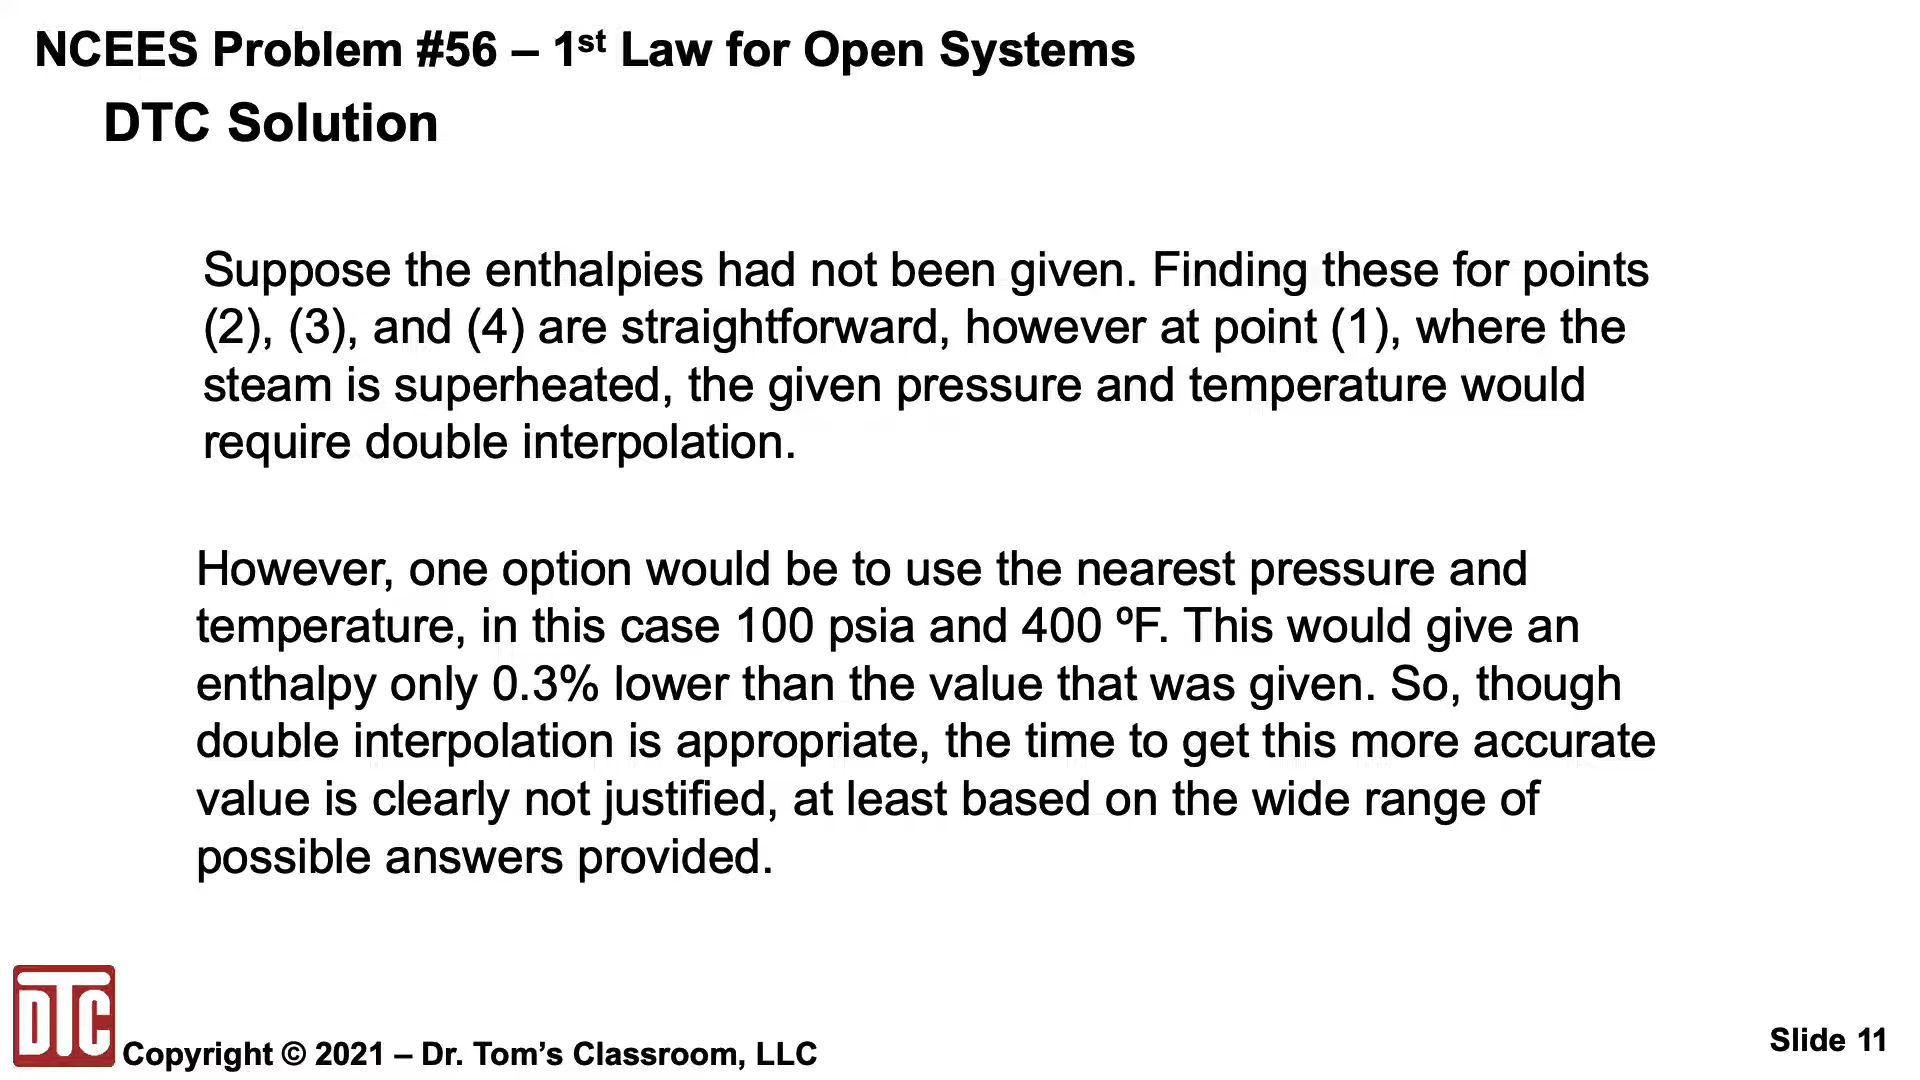 NCEES Problem #56 – 1st Law for Open Systems
DTC Solution
Suppose the enthalpies had not been given. Finding these for points
(2), (3), and (4) are straightforward, however at point (1), where the
steam is superheated, the given pressure and temperature would
require double interpolation.
However, one option would be to use the nearest pressure and
temperature, in this case 100 psia and 400 ºF. This would give an
enthalpy only 0.3% lower than the value that was given. So, though
double interpolation is appropriate, the time to get this more accurate
value is clearly not justified, at least based on the wide range of
possible answers provided.
DTC
Copyright © 2021 – Dr. Tom’s Classroom, LLC
Slide 11